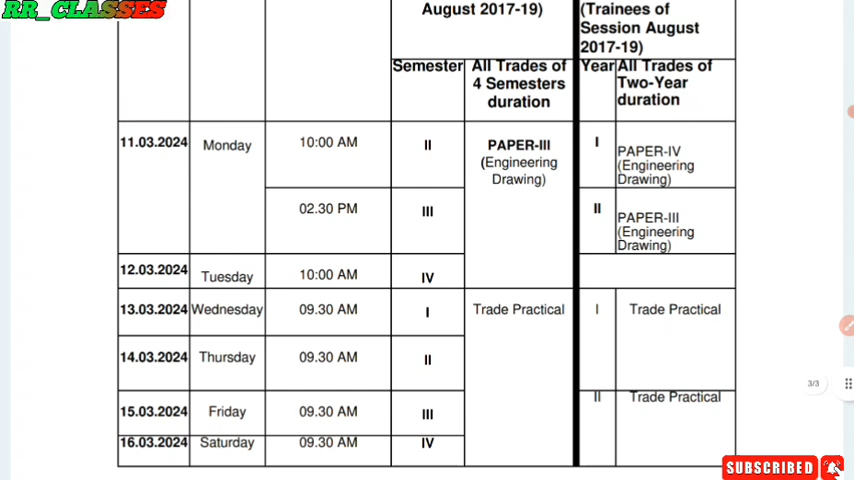 RR_CLASSES
August 2017-19)
(Trainees of
Session August
2017-19)
Semester
All Trades of
4 Semesters
duration
Year
All Trades of
Two-Year
duration
11.03.2024
Monday
10:00 AM
II
PAPER-III
(Engineering
Drawing)
I
PAPER-IV
(Engineering
Drawing)
02.30 PM
III
II
PAPER-III
(Engineering
Drawing)
12.03.2024
Tuesday
10:00 AM
IV
13.03.2024
Wednesday
09.30 AM
I
Trade Practical
I
Trade Practical
14.03.2024
Thursday
09.30 AM
II
15.03.2024
Friday
09.30 AM
III
II
Trade Practical
16.03.2024
Saturday
09.30 AM
IV
3/3
SUBSCRIBED